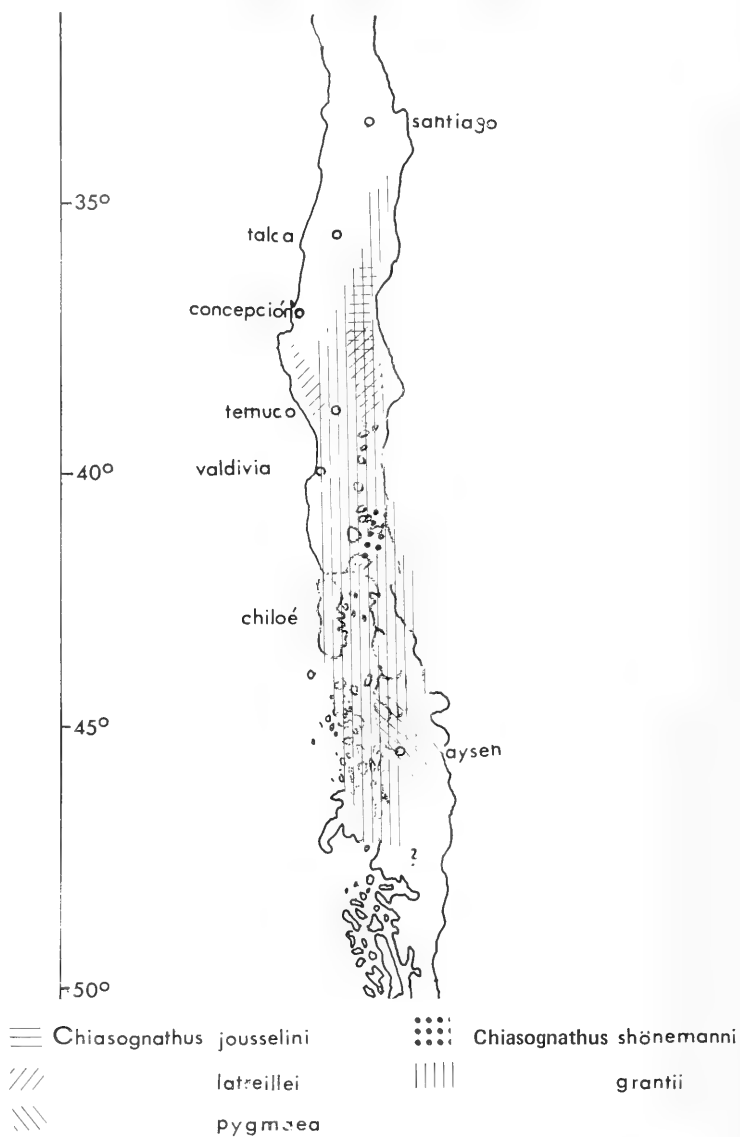 santiago
35°
talca
concepción
temuco
40°
valdivia
chiloé
45°
aysen
?
50°
Chiasognathus jousselini
Chiasognathus shönemanni
latreillei
grantii
pygmaea